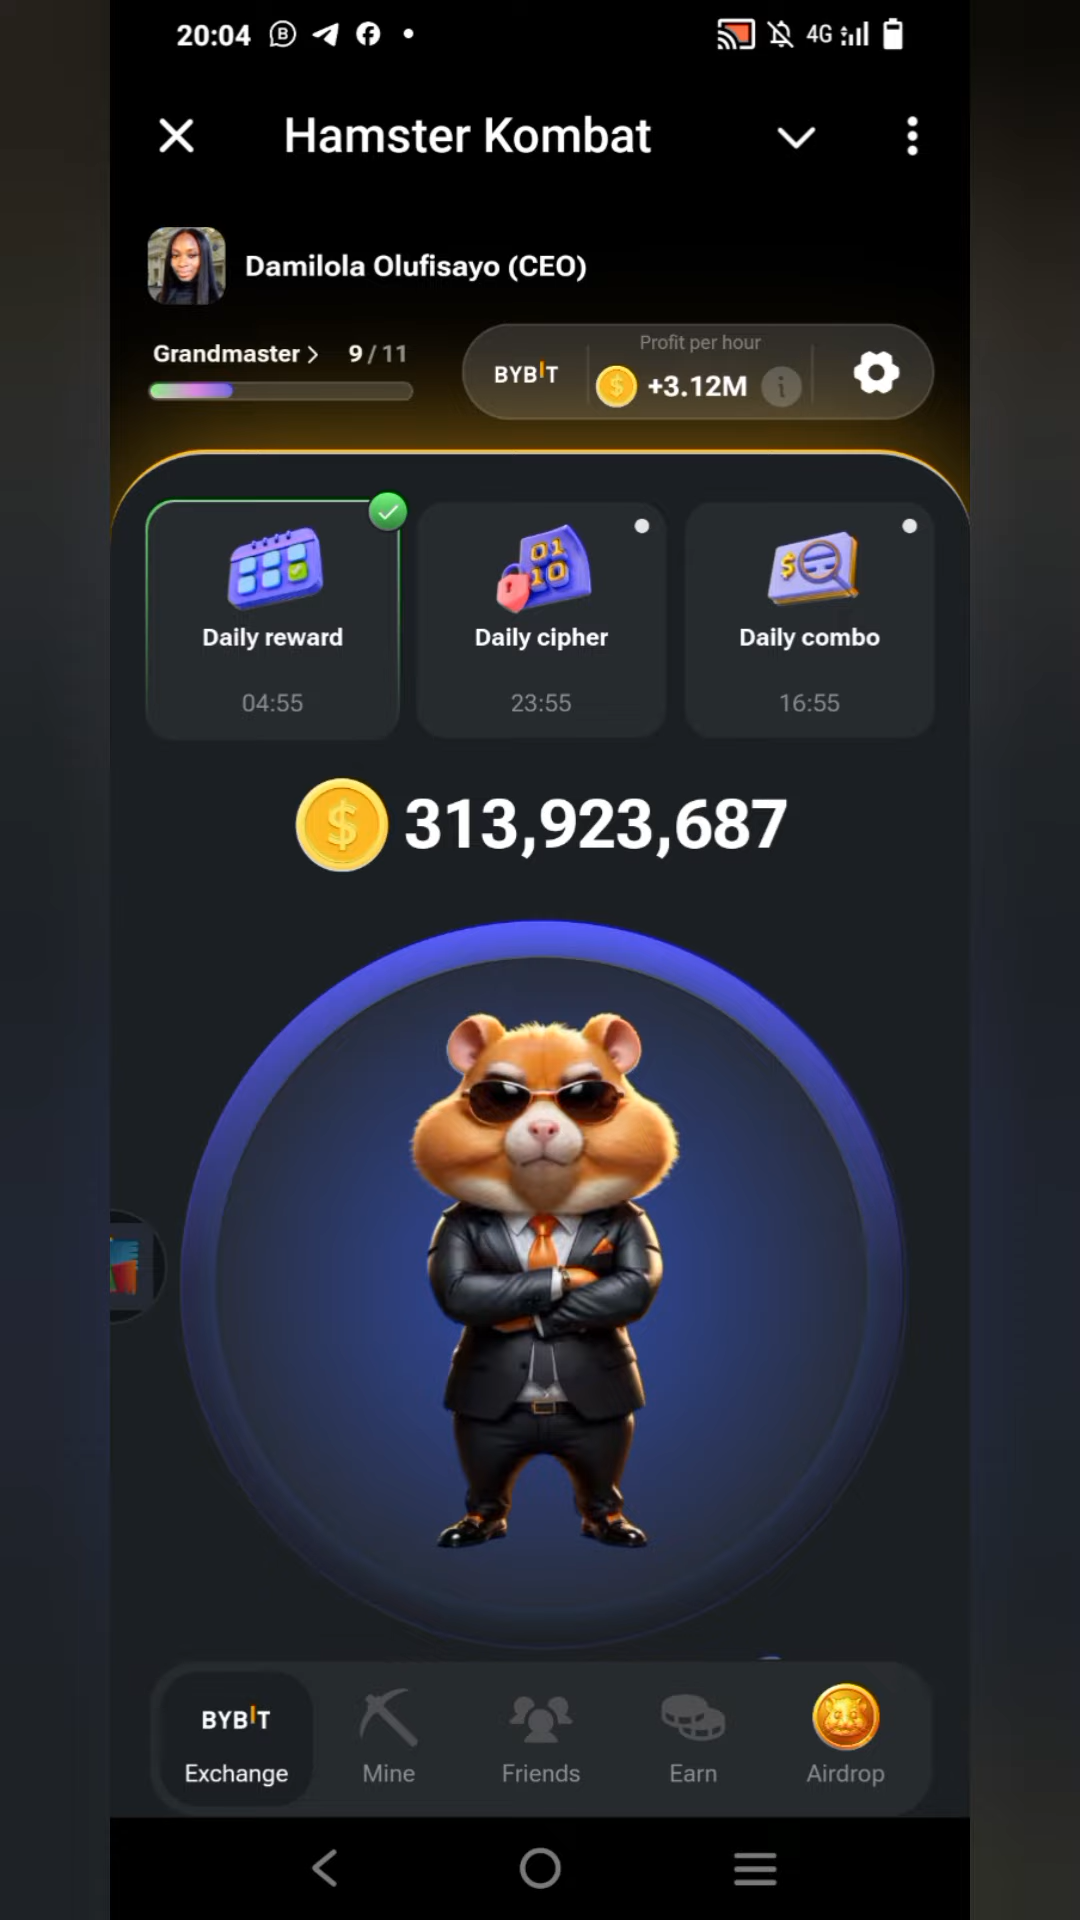 20:04
4G
Hamster Kombat
Damilola Olufisayo (CEO)
Grandmaster > 9 / 11
Profit per hour
BYBIT
+3.12M
Daily reward
04:55
Daily cipher
23:55
Daily combo
16:55
313,923,687
BYBIT
Exchange
Mine
Friends
Earn
Airdrop